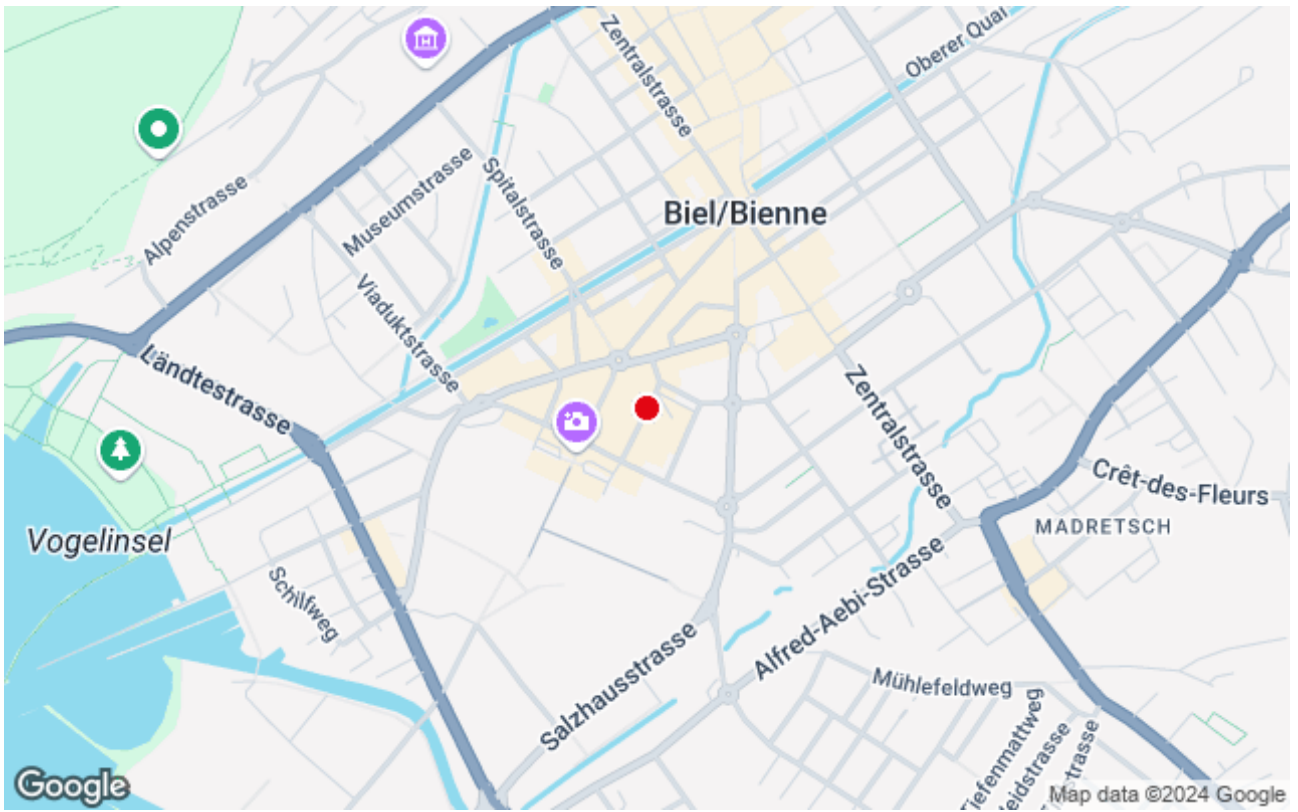 Zentralstrasse
Oberer Quai
H
Museumstrasse
Spitalstrasse
Alpenstrasse
Biel/Bienne
Viaduktstrasse
Ländtestrasse
Zentralstrasse
Crêt-des-Fleurs
MADRETSCH
Vogelinsel
Schilfweg
Alfred-Aebi-Strasse
Salzhausstrasse
Mühlefeldweg
Google
Map data ©2024 Google